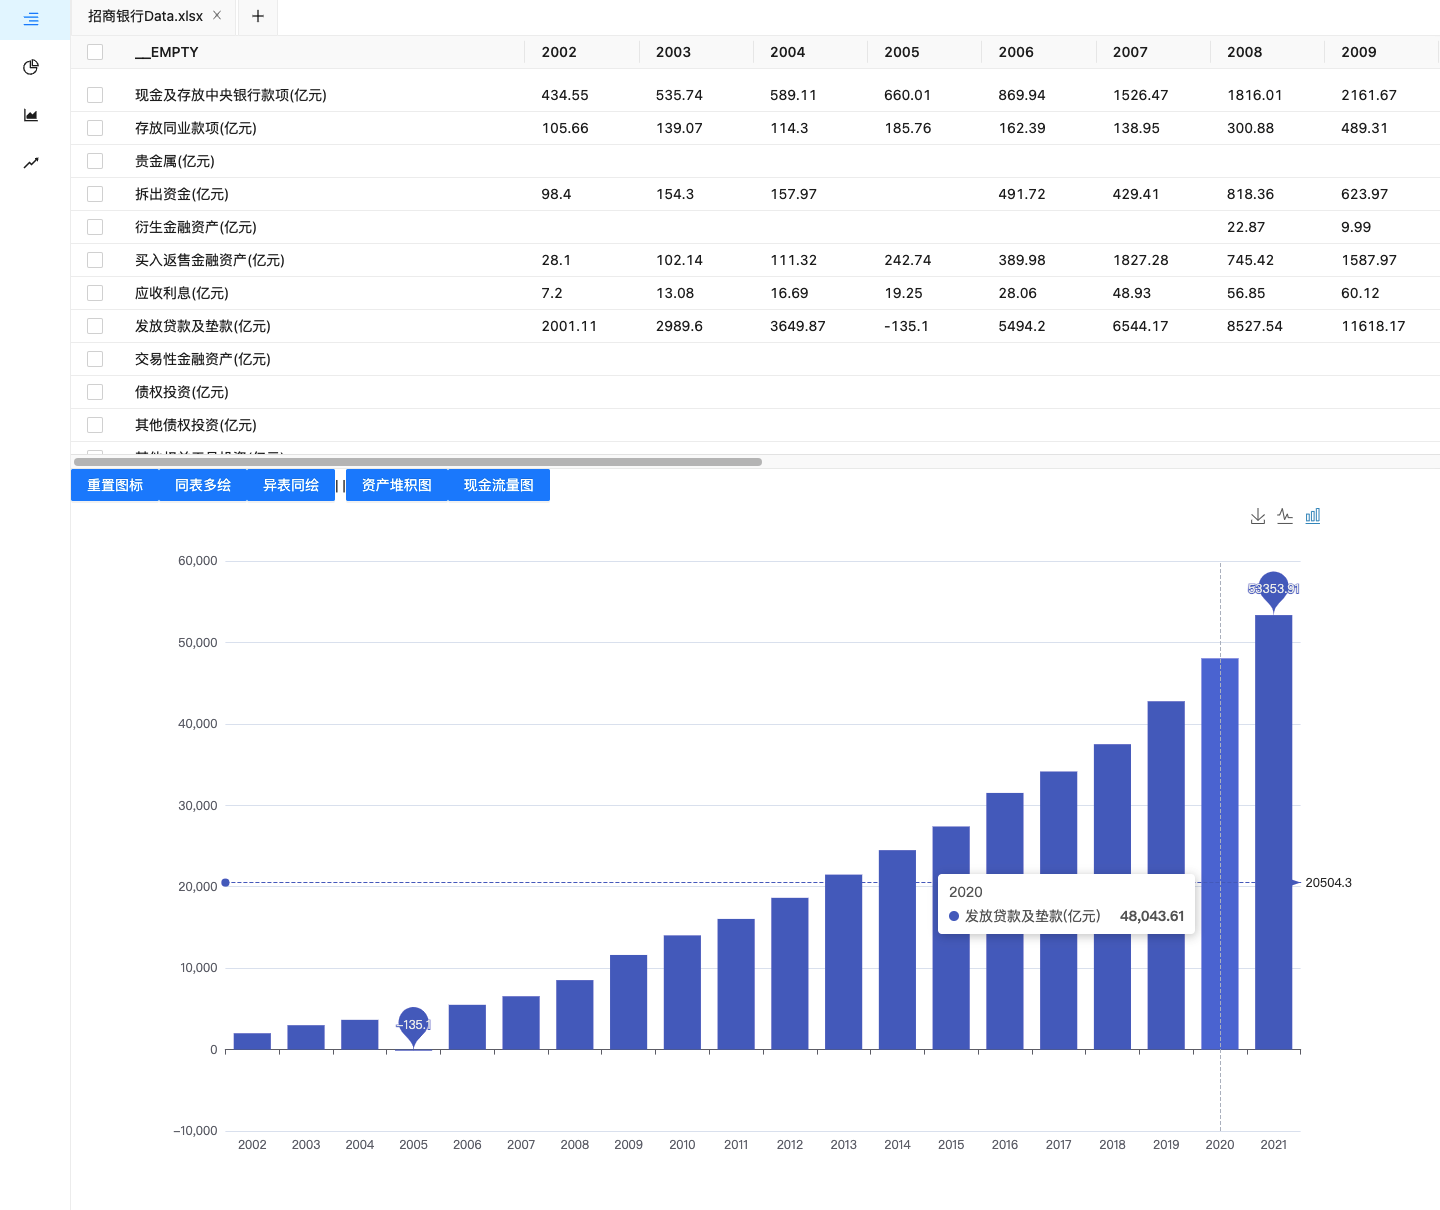 招商银行Data.xlsx
__EMPTY 2002 2003 2004 2005 2006 2007 2008 2009
现金及存放中央银行款项(亿元) 434.55 535.74 589.11 660.01 869.94 1526.47 1816.01 2161.67
存放同业款项(亿元) 105.66 139.07 114.3 185.76 162.39 138.95 300.88 489.31
贵金属(亿元)
拆出资金(亿元) 98.4 154.3 157.97 491.72 429.41 818.36 623.97
衍生金融资产(亿元) 22.87 9.99
买入返售金融资产(亿元) 28.1 102.14 111.32 242.74 389.98 1827.28 745.42 1587.97
应收利息(亿元) 7.2 13.08 16.69 19.25 28.06 48.93 56.85 60.12
发放贷款及垫款(亿元) 2001.11 2989.6 3649.87 -135.1 5494.2 6544.17 8527.54 11618.17
交易性金融资产(亿元)
债权投资(亿元)
其他债权投资(亿元)
重置图标 同表多绘 异表同绘 || 资产堆积图 现金流量图
60,000
53353.91
50,000
40,000
30,000
20,000
20504.3
2020
发放贷款及垫款(亿元) 48,043.61
10,000
-135.1
0
-10,000
2002 2003 2004 2005 2006 2007 2008 2009 2010 2011 2012 2013 2014 2015 2016 2017 2018 2019 2020 2021